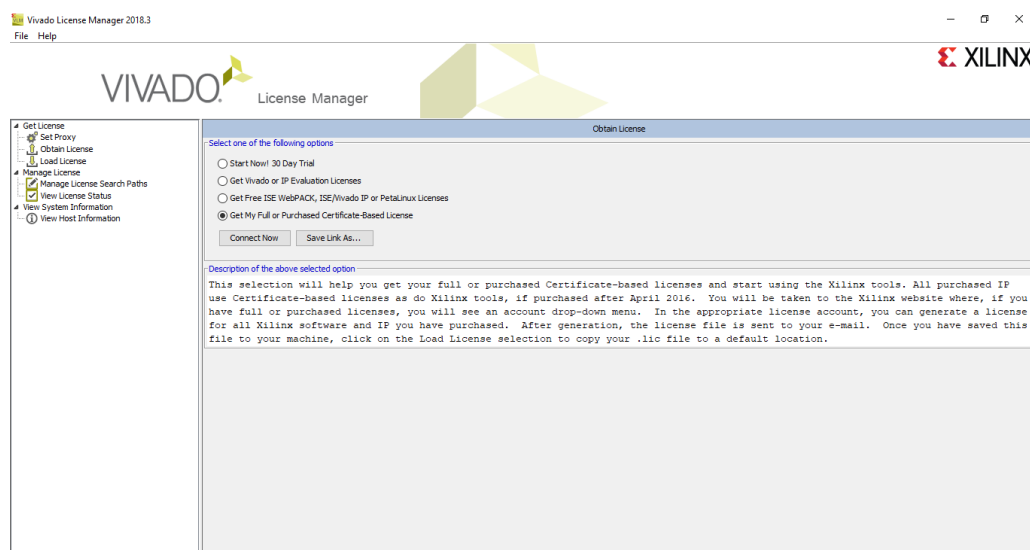 Vivado License Manager 2018.3
File Help
VIVADO. License Manager
XILINX
Get License
Set Proxy
Obtain License
Load License
Manage License
Manage License Search Paths
View License Status
View System Information
View Host Information
Obtain License
Select one of the following options
Start Now! 30 Day Trial
Get Vivado or IP Evaluation Licenses
Get Free ISE WebPACK, ISE/Vivado IP or PetaLinux Licenses
Get My Full or Purchased Certificate-Based License
Connect Now Save Link As...
Description of the above selected option
This selection will help you get your full or purchased Certificate-based licenses and start using the Xilinx tools. All purchased IP
use Certificate-based licenses as do Xilinx tools, if purchased after April 2016. You will be taken to the Xilinx website where, if you
have full or purchased licenses, you will see an account drop-down menu. In the appropriate license account, you can generate a license
for all Xilinx software and IP you have purchased. After generation, the license file is sent to your e-mail. Once you have saved this
file to your machine, click on the Load License selection to copy your .lic file to a default location.